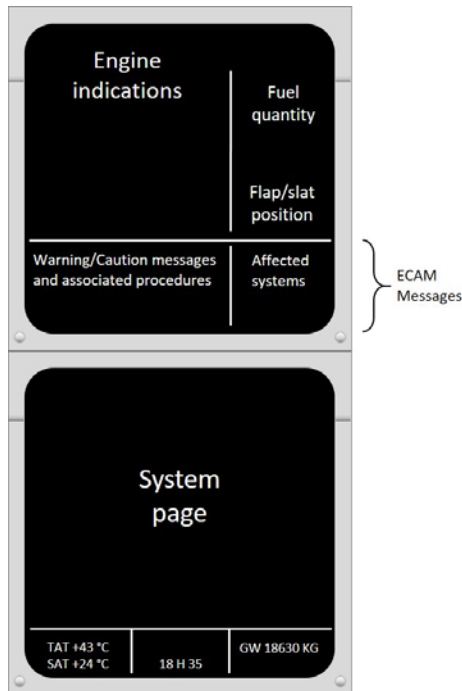 Engine
indications
Fuel
quantity
Flap/slat
position
Warning/Caution messages
and associated procedures
Affected
systems
ECAM
Messages
System
page
TAT +43 °C
SAT +24 °C
18 H 35
GW 18630 KG